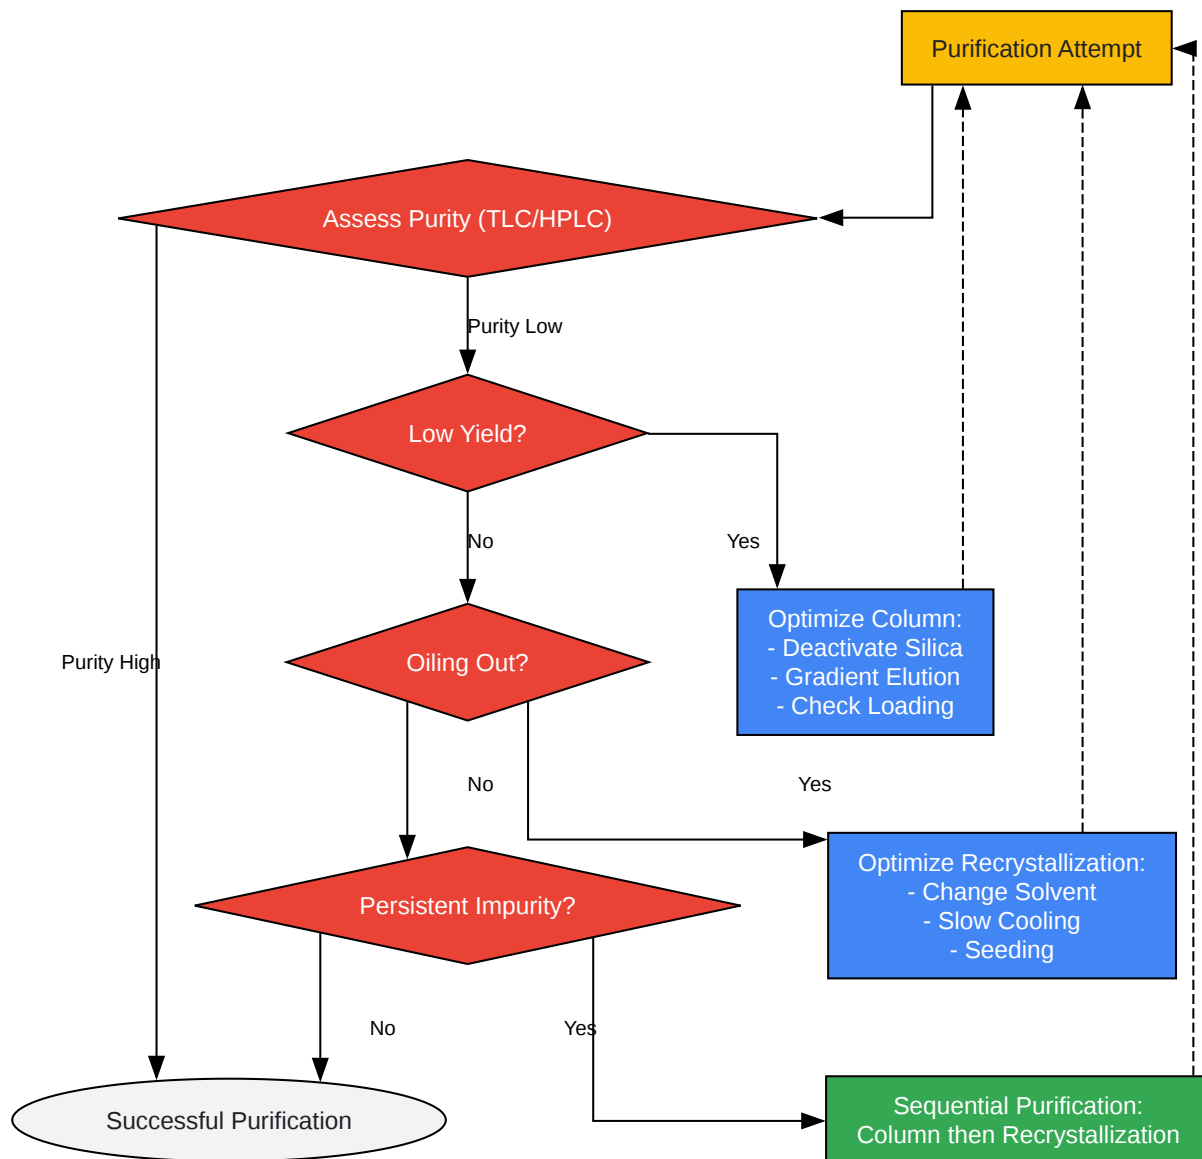 Purification Attempt
Assess Purity (TLC/HPLC)
Purity Low
Low Yield?
No
Yes
Optimize Column:
- Deactivate Silica
- Gradient Elution
- Check Loading
Purity High
Oiling Out?
No
Yes
Optimize Recrystallization:
- Change Solvent
- Slow Cooling
- Seeding
Persistent Impurity?
No
Yes
Successful Purification
Sequential Purification:
Column then Recrystallization